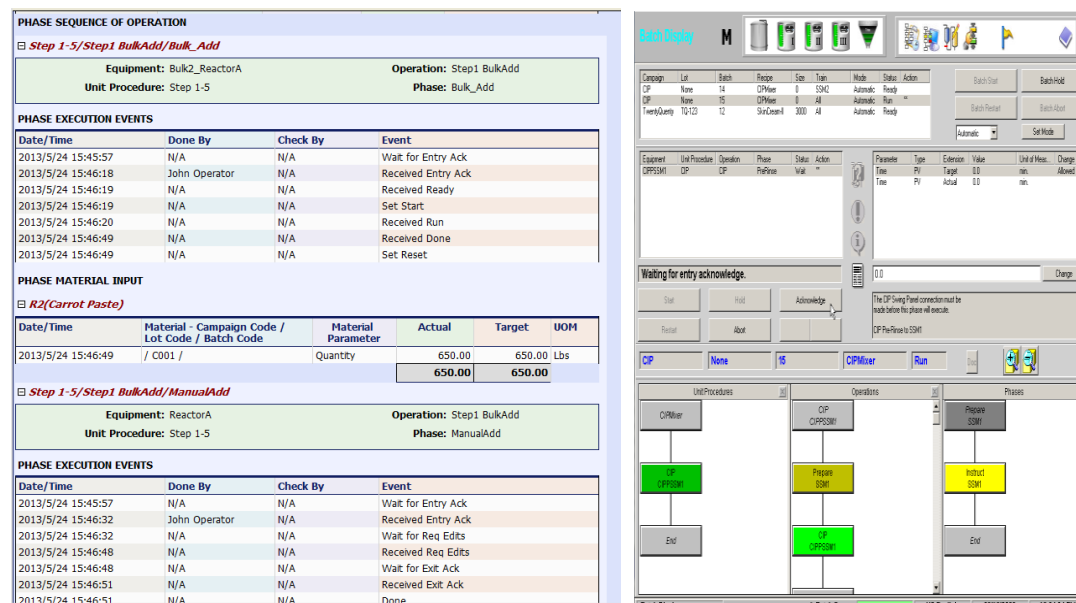 PHASE SEQUENCE OF OPERATION
Step 1-5/Step1 BulkAdd/Bulk_Add
Equipment: Bulk2_ReactorA Operation: Step1 BulkAdd
Unit Procedure: Step 1-5 Phase: Bulk_Add
PHASE EXECUTION EVENTS
Date/Time Done By Check By Event
2013/5/24 15:45:57 N/A N/A Wait for Entry Ack
2013/5/24 15:46:18 John Operator N/A Received Entry Ack
2013/5/24 15:46:19 N/A N/A Received Ready
2013/5/24 15:46:19 N/A N/A Set Start
2013/5/24 15:46:20 N/A N/A Received Run
2013/5/24 15:46:49 N/A N/A Received Done
2013/5/24 15:46:49 N/A N/A Set Reset
PHASE MATERIAL INPUT
R2(Carrot Paste)
Date/Time Material - Campaign Code / Material Actual Target UOM
Lot Code / Batch Code Parameter
2013/5/24 15:46:49 / C001 / Quantity 650.00 650.00 Lbs
650.00 650.00
Step 1-5/Step1 BulkAdd/ManualAdd
Equipment: ReactorA Operation: Step1 BulkAdd
Unit Procedure: Step 1-5 Phase: ManualAdd
PHASE EXECUTION EVENTS
Date/Time Done By Check By Event
2013/5/24 15:45:57 N/A N/A Wait for Entry Ack
2013/5/24 15:46:32 John Operator N/A Received Entry Ack
2013/5/24 15:46:32 N/A N/A Wait for Req Edits
2013/5/24 15:46:48 N/A N/A Received Req Edits
2013/5/24 15:46:48 N/A N/A Wait for Exit Ack
2013/5/24 15:46:51 N/A N/A Received Exit Ack
2013/5/24 15:46:51 N/A N/A Done
Batch Display M
Campaign Lot Batch Recipe Size Train Mode Status Action
CIP None 14 CIPMixer 0 SSM2 Automatic Ready
CIP None 15 CIPMixer 0 All Automatic Run
TwentyQuenty TQ-123 12 SkinDream-II 3000 All Automatic Ready
Batch Start Batch Hold
Batch Restart Batch Abort
Automatic Set Mode
Equipment Unit Procedure Operation Phase Status Action
CIPPSSM1 CIP CIP PreRinse Wait
Parameter Type Extension Value Unit of Meas... Change
Time PV Target 0.0 min. Allowed
Time PV Actual 0.0 min.
Waiting for entry acknowledge.
0.0 Change
Start Hold Acknowledge
Restart Abort
The CIP Swing Panel connection must be
made before this phase will execute.
CIP Pre-Rinse to SSM1
CIP None 15 CIPMixer Run
Unit Procedures Operations Phases
CIPMixer
CIP
CIPPSSM1
End
CIP
CIPPSSM1
Prepare
SSM1
CIP
CIPPSSM1
Prepare
SSM1
Instruct
SSM1
End